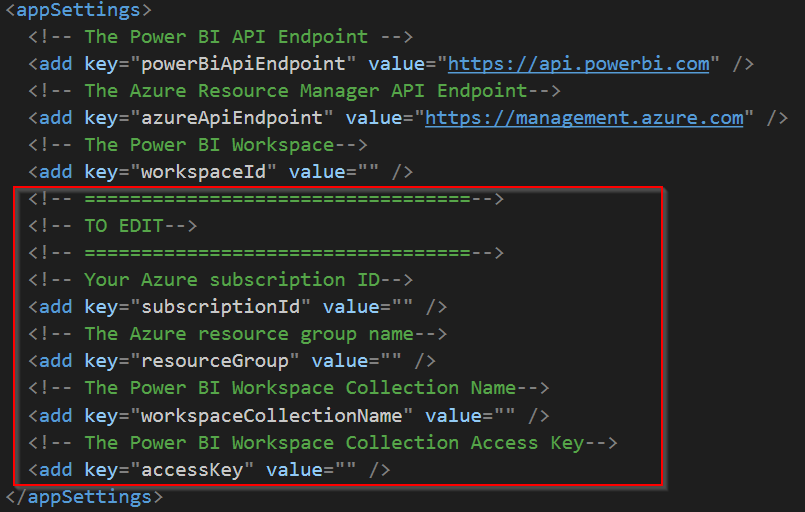 <appSettings>
<!-- The Power BI API Endpoint -->
<add key="powerBiApiEndpoint" value="https://api.powerbi.com" />
<!-- The Azure Resource Manager API Endpoint-->
<add key="azureApiEndpoint" value="https://management.azure.com" />
<!-- The Power BI Workspace-->
<add key="workspaceId" value="" />
<!-- ==================================-->
<!-- TO EDIT-->
<!-- ==================================-->
<!-- Your Azure subscription ID-->
<add key="subscriptionId" value="" />
<!-- The Azure resource group name-->
<add key="resourceGroup" value="" />
<!-- The Power BI Workspace Collection Name-->
<add key="workspaceCollectionName" value="" />
<!-- The Power BI Workspace Collection Access Key-->
<add key="accessKey" value="" />
</appSettings>